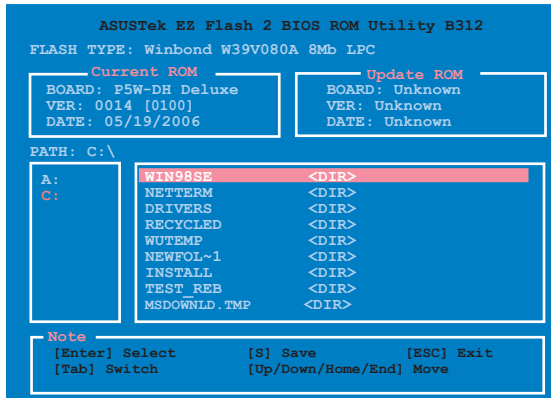 ASUSTek EZ Flash 2 BIOS ROM Utility B312
FLASH TYPE: Winbond W39V080A 8Mb LPC
Current ROM
BOARD: P5W-DH Deluxe
VER: 0014 [0100]
DATE: 05/19/2006
Update ROM
BOARD: Unknown
VER: Unknown
DATE: Unknown
PATH: C:\
A:
C:
WIN98SE <DIR>
NETTERM <DIR>
DRIVERS <DIR>
RECYCLED <DIR>
WUTEMP <DIR>
NEWFOL~1 <DIR>
INSTALL <DIR>
TEST_REB <DIR>
MSDOWNLD.TMP <DIR>
Note
[Enter] Select [S] Save [ESC] Exit
[Tab] Switch [Up/Down/Home/End] Move